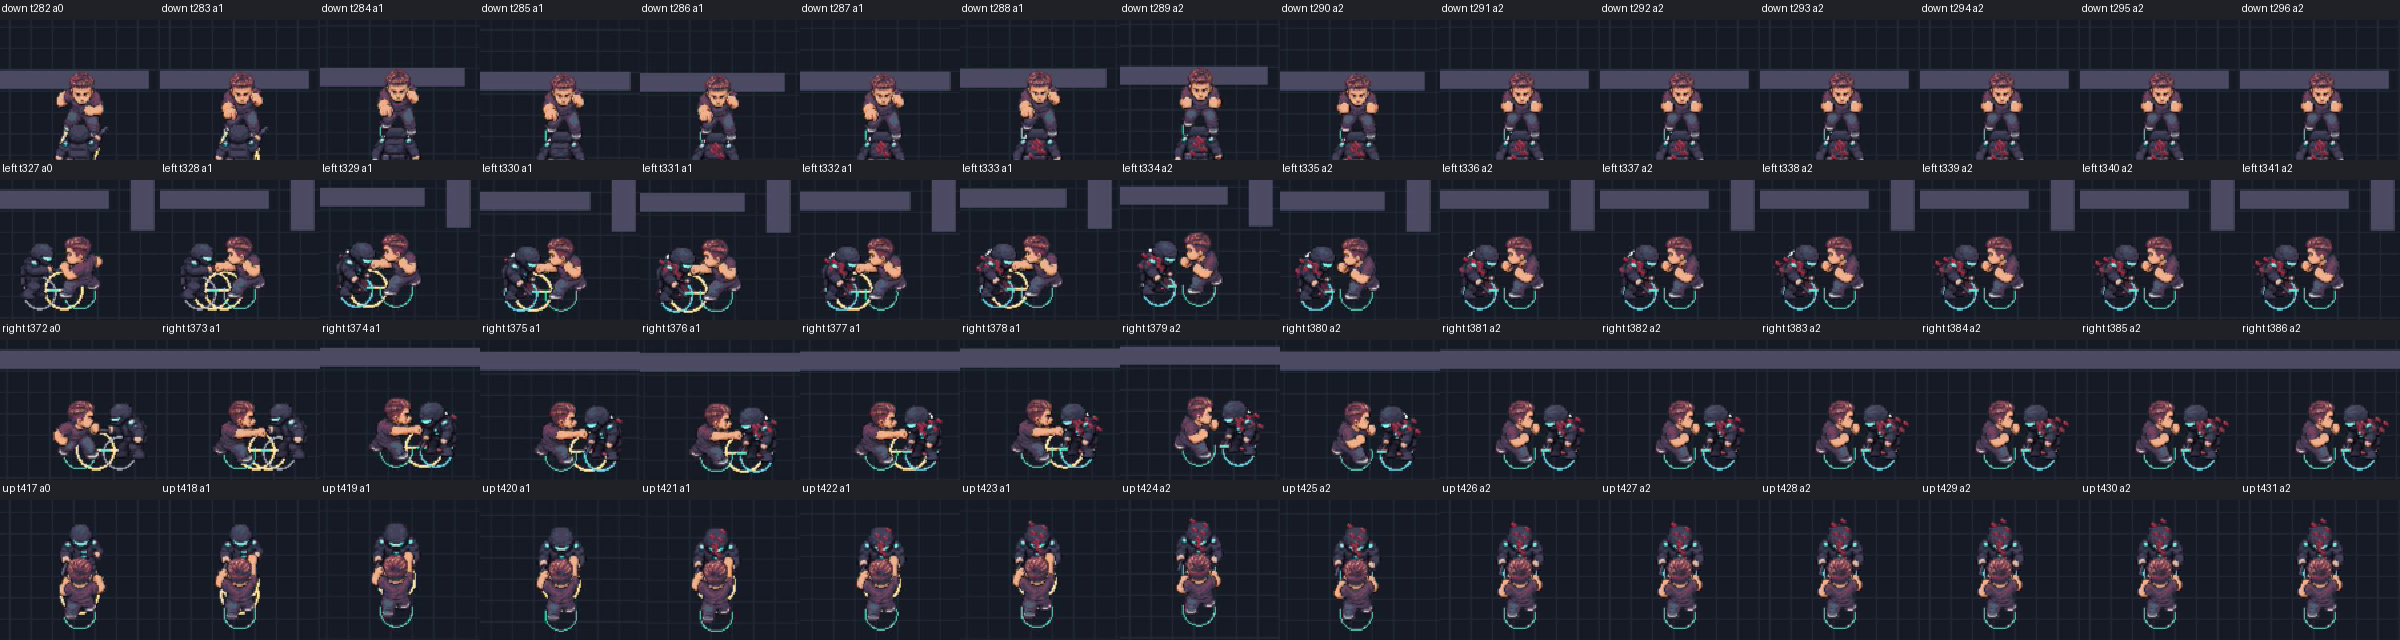 down t282 a0 down t283 a1 down t284 a1 down t285 a1 down t286 a1 down t287 a1 down t288 a1 down t289 a2 down t290 a2 down t291 a2 down t292 a2 down t293 a2 down t294 a2 down t295 a2 down t296 a2
left t327 a0 left t328 a1 left t329 a1 left t330 a1 left t331 a1 left t332 a1 left t333 a1 left t334 a2 left t335 a2 left t336 a2 left t337 a2 left t338 a2 left t339 a2 left t340 a2 left t341 a2
right t372 a0 right t373 a1 right t374 a1 right t375 a1 right t376 a1 right t377 a1 right t378 a1 right t379 a2 right t380 a2 right t381 a2 right t382 a2 right t383 a2 right t384 a2 right t385 a2 right t386 a2
up t417 a0 up t418 a1 up t419 a1 up t420 a1 up t421 a1 up t422 a1 up t423 a1 up t424 a2 up t425 a2 up t426 a2 up t427 a2 up t428 a2 up t429 a2 up t430 a2 up t431 a2